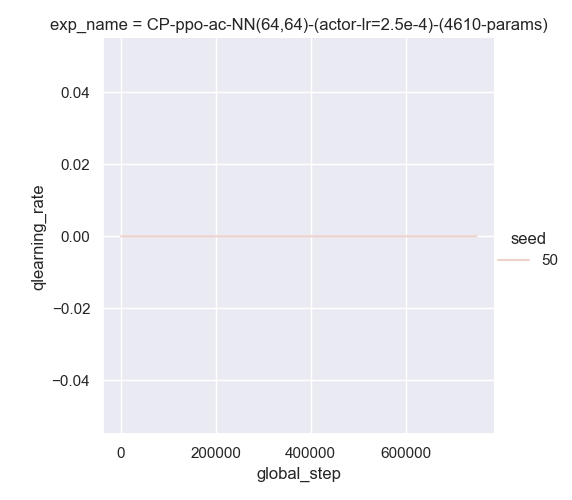 exp_name = CP-ppo-ac-NN(64,64)-(actor-lr=2.5e-4)-(4610-params)
0.04
0.02
0.00
−0.02
−0.04
qlearning_rate
0 200000 400000 600000
global_step
seed
50